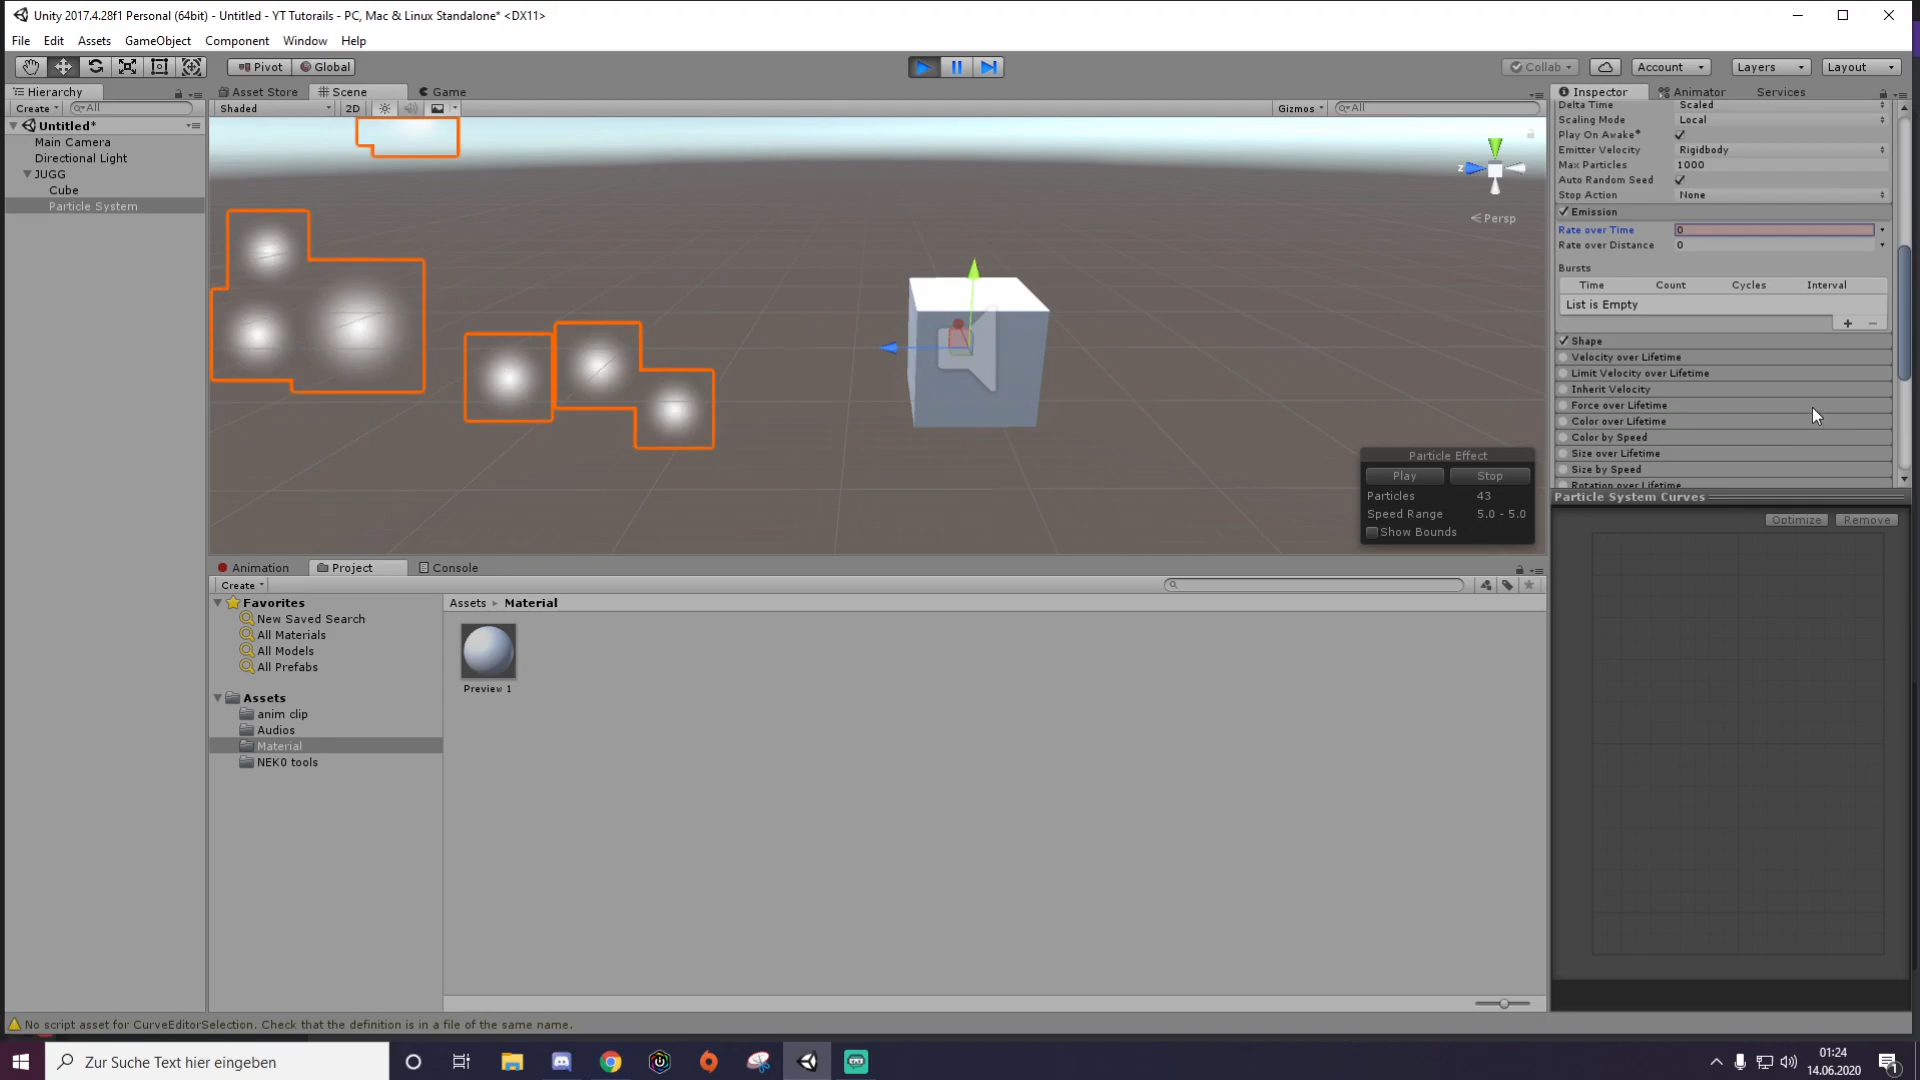 Unity 2017.4.28f1 Personal (64bit) - Untitled - YT Tutorails - PC, Mac & Linux Standalone* <DX11>
File Edit Assets GameObject Component Window Help
Pivot Global Collab Account Layers Layout
Hierarchy
Create All
Untitled*
Main Camera
Directional Light
JUGG
Cube
Particle System
Asset Store Scene Game
Shaded 2D Gizmos All
z
Persp
Particle Effect
Play Stop
Particles 43
Speed Range 5.0 - 5.0
Show Bounds
Inspector Animator Services
Delta Time Scaled
Scaling Mode Local
Play On Awake*
Emitter Velocity Rigidbody
Max Particles 1000
Auto Random Seed
Stop Action None
Emission
Rate over Time 0
Rate over Distance 0
Bursts
Time Count Cycles Interval
List is Empty
Shape
Velocity over Lifetime
Limit Velocity over Lifetime
Inherit Velocity
Force over Lifetime
Color over Lifetime
Color by Speed
Size over Lifetime
Size by Speed
Rotation over Lifetime
Particle System Curves
Optimize Remove
Animation Project Console
Create
Favorites
New Saved Search
All Materials
All Models
All Prefabs
Assets
anim clip
Audios
Material
NEK0 tools
Assets Material
Preview 1
No script asset for CurveEditorSelection. Check that the definition is in a file of the same name.
Zur Suche Text hier eingeben
01:24
14.06.2020
1